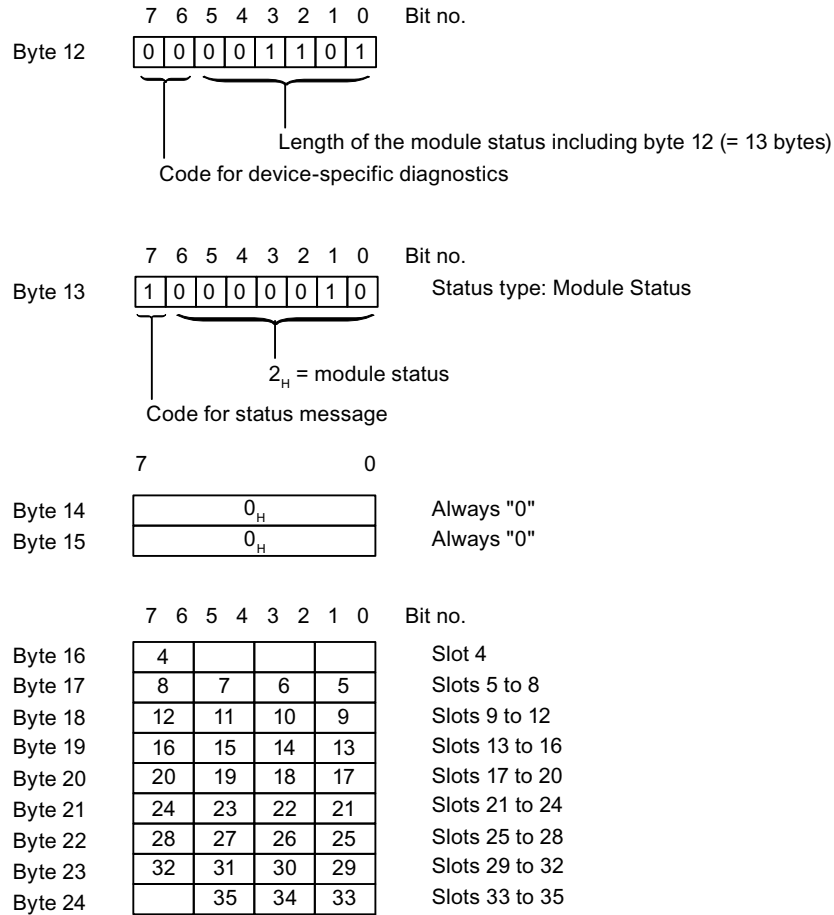 7 6 5 4 3 2 1 0 Bit no.
Byte 12 0 0 0 0 1 1 0 1
Length of the module status including byte 12 (= 13 bytes)
Code for device-specific diagnostics
7 6 5 4 3 2 1 0 Bit no.
Byte 13 1 0 0 0 0 0 1 0 Status type: Module Status
2H = module status
Code for status message
7 0
Byte 14 0H Always "0"
Byte 15 0H Always "0"
7 6 5 4 3 2 1 0 Bit no.
Byte 16 4 Slot 4
Byte 17 8 7 6 5 Slots 5 to 8
Byte 18 12 11 10 9 Slots 9 to 12
Byte 19 16 15 14 13 Slots 13 to 16
Byte 20 20 19 18 17 Slots 17 to 20
Byte 21 24 23 22 21 Slots 21 to 24
Byte 22 28 27 26 25 Slots 25 to 28
Byte 23 32 31 30 29 Slots 29 to 32
Byte 24 35 34 33 Slots 33 to 35